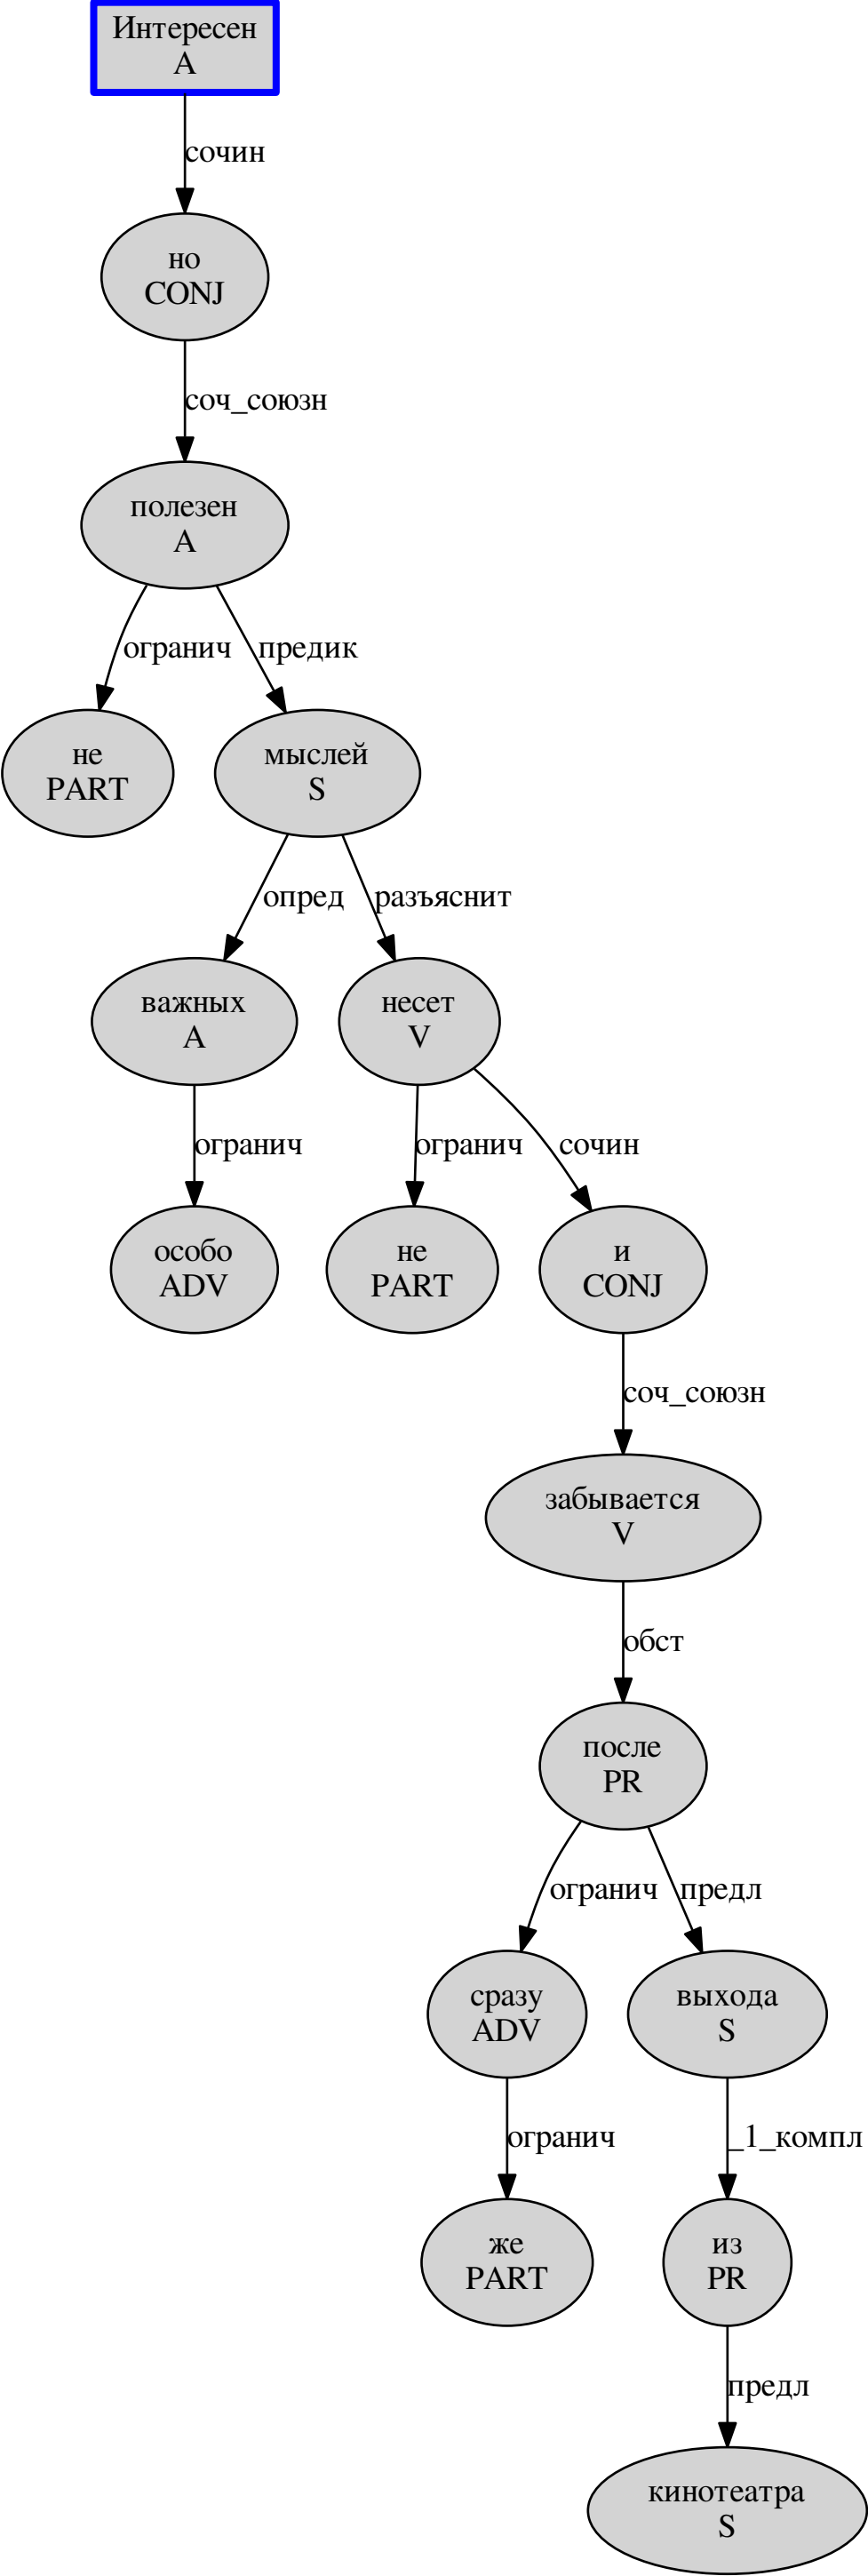 Интересен
A
сочин
но
CONJ
соч_союзн
полезен
A
огранич
предик
не
PART
мыслей
S
опред
разъяснит
важных
A
несет
V
огранич
огранич
сочин
особо
ADV
не
PART
и
CONJ
соч_союзн
забывается
V
обст
после
PR
огранич
предл
сразу
ADV
выхода
S
огранич
_1_компл
же
PART
из
PR
предл
кинотеатра
S